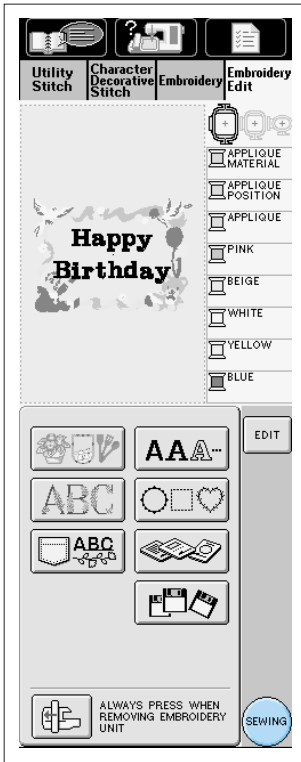 Utility
Stitch
Character
Decorative
Stitch
Embroidery
Embroidery
Edit
Happy
Birthday
APPLIQUE
MATERIAL
APPLIQUE
POSITION
APPLIQUE
PINK
BEIGE
WHITE
YELLOW
BLUE
EDIT
AAA
ABC
ABC
ALWAYS PRESS WHEN
REMOVING EMBROIDERY
UNIT
SEWING